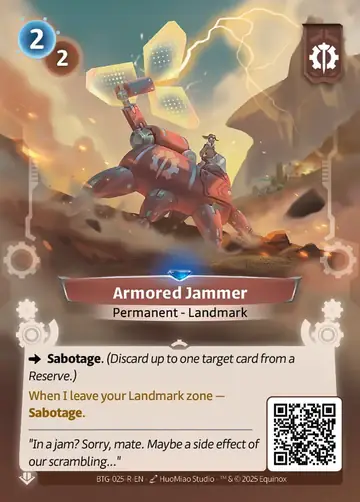 2
2
Armored Jammer
Permanent - Landmark
Sabotage. (Discard up to one target card from a
Reserve.)
When I leave your Landmark zone —
Sabotage.
"In a jam? Sorry, mate. Maybe a side effect of
our scrambling..."
BTG-025-R-EN - HuoMiao Studio - ™ & © 2025 Equinox